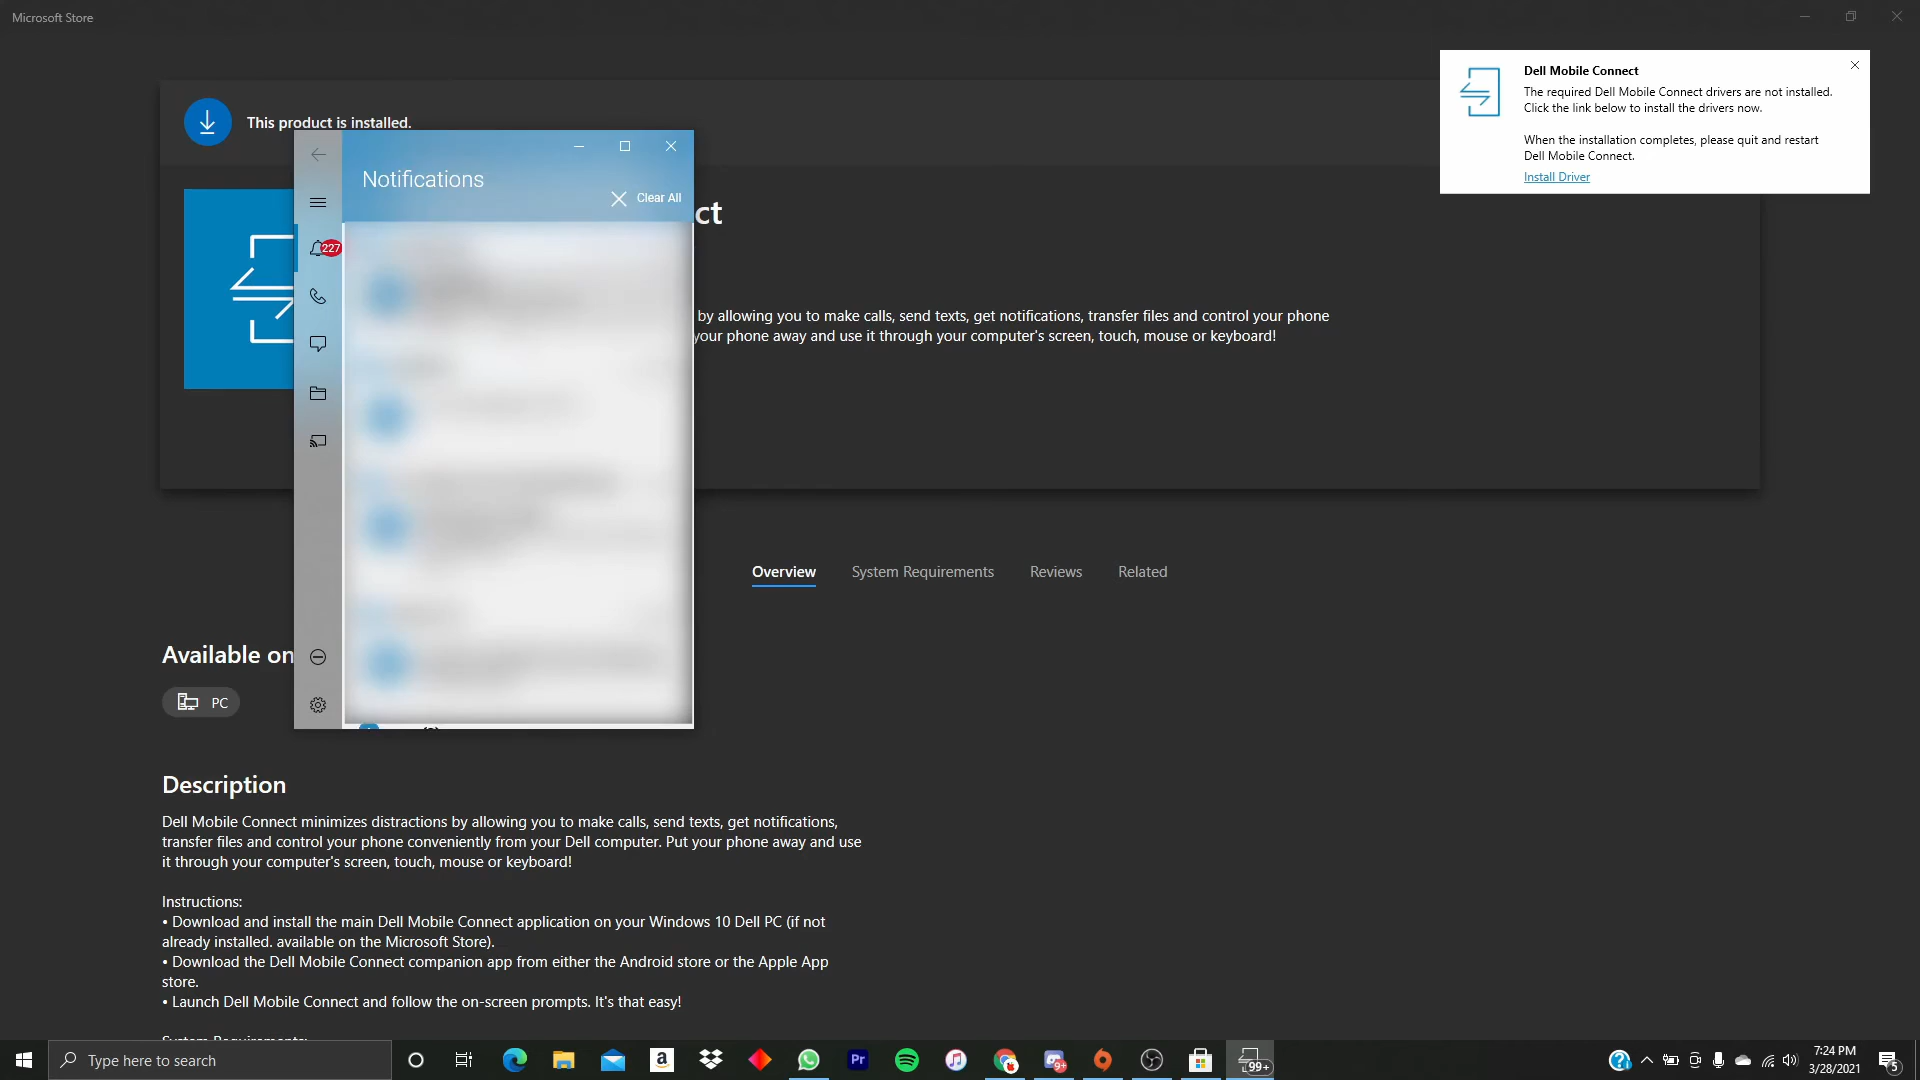 Microsoft Store
Dell Mobile Connect
The required Dell Mobile Connect drivers are not installed.
Click the link below to install the drivers now.
When the installation completes, please quit and restart
Dell Mobile Connect.
Install Driver
This product is installed.
Notifications
Clear All
227
ct
by allowing you to make calls, send texts, get notifications, transfer files and control your phone
your phone away and use it through your computer's screen, touch, mouse or keyboard!
Overview
System Requirements
Reviews
Related
Available on
PC
Description
Dell Mobile Connect minimizes distractions by allowing you to make calls, send texts, get notifications,
transfer files and control your phone conveniently from your Dell computer. Put your phone away and use
it through your computer's screen, touch, mouse or keyboard!
Instructions:
• Download and install the main Dell Mobile Connect application on your Windows 10 Dell PC (if not
already installed. available on the Microsoft Store).
• Download the Dell Mobile Connect companion app from either the Android store or the Apple App
store.
• Launch Dell Mobile Connect and follow the on-screen prompts. It's that easy!
System Requirements:
Type here to search
a
Pr
9+
99+
7:24 PM
3/28/2021
5